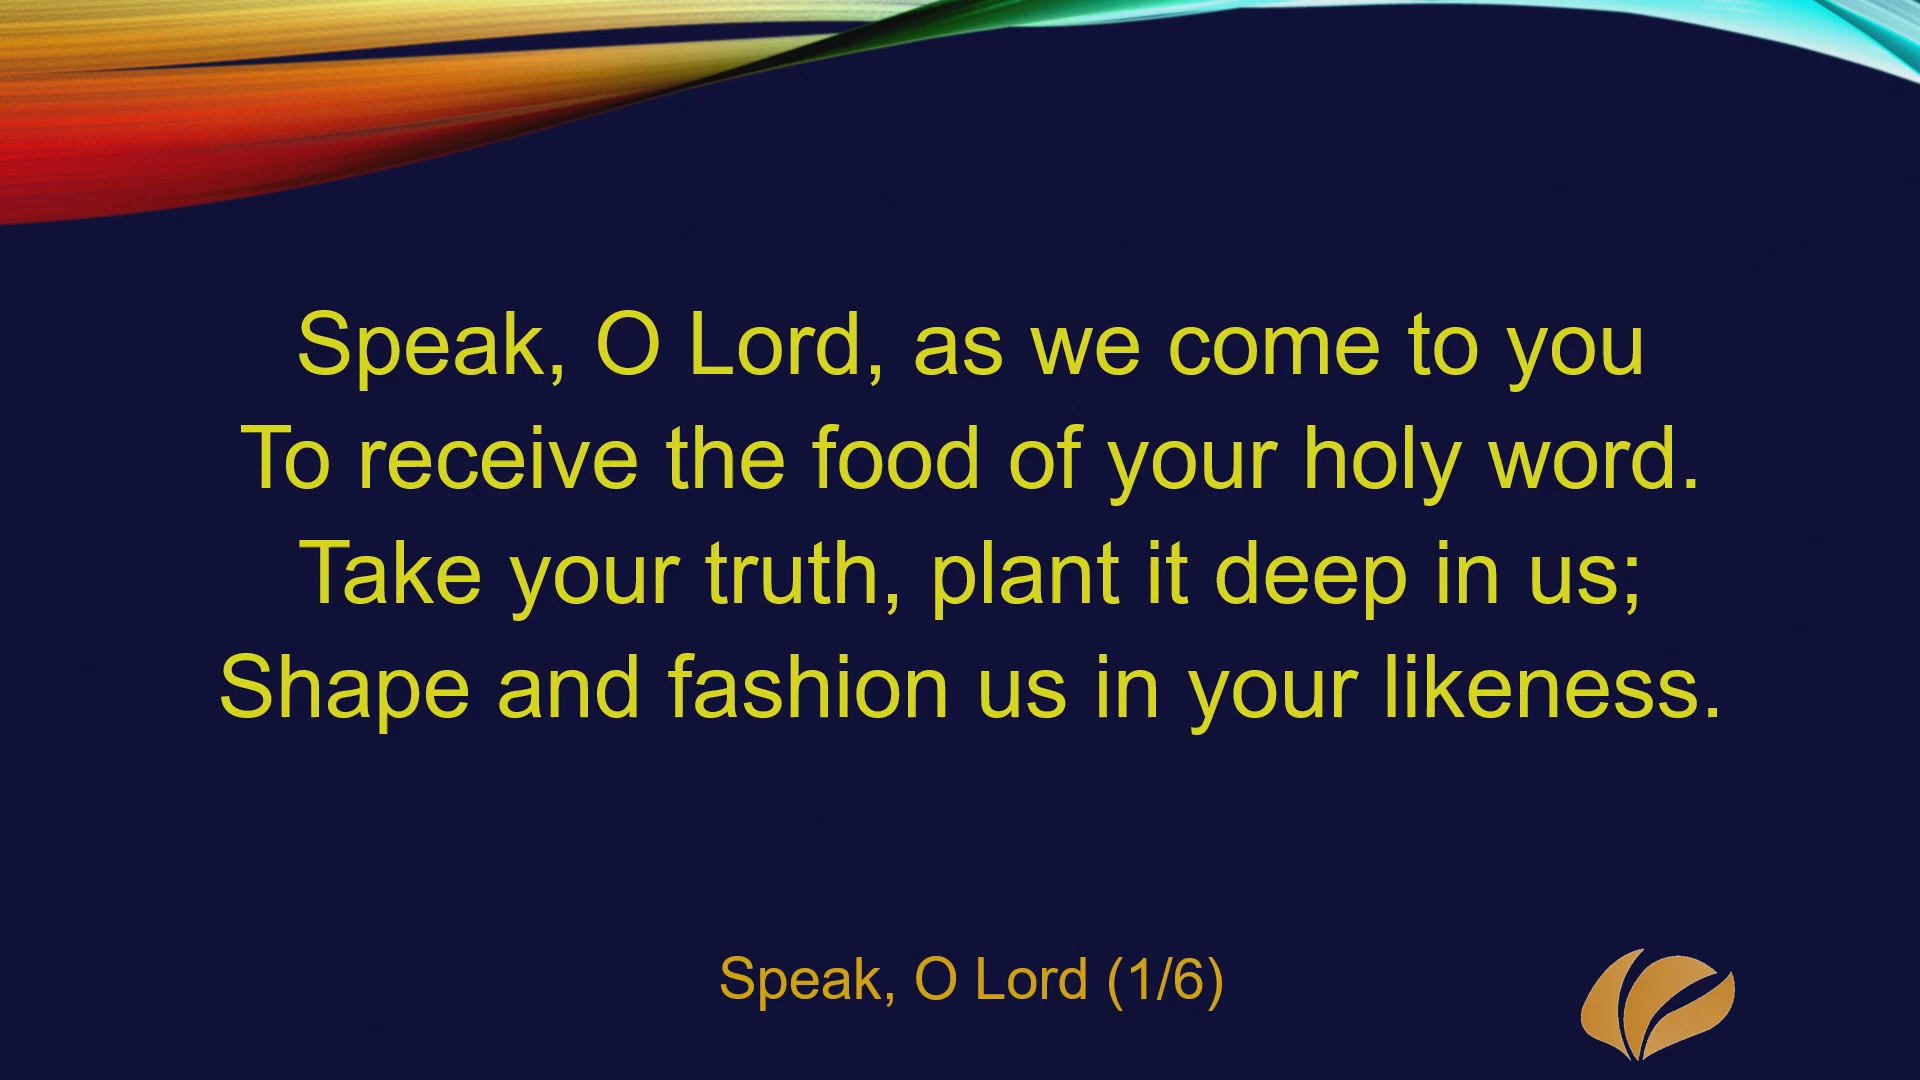 Speak, O Lord, as we come to you
To receive the food of your holy word.
Take your truth, plant it deep in us;
Shape and fashion us in your likeness.
Speak, O Lord (1/6)